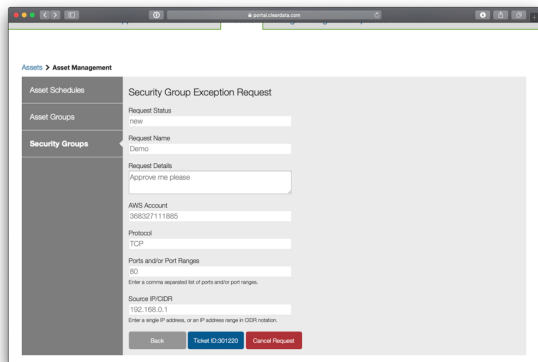 portal.cleardata.com
Assets > Asset Management
Asset Schedules
Asset Groups
Security Groups
Security Group Exception Request
Request Status
new
Request Name
Demo
Request Details
Approve me please
AWS Account
368327111885
Protocol
TCP
Ports and/or Port Ranges
80
Enter a comma separated list of ports and/or port ranges.
Source IP/CIDR
192.168.0.1
Enter a single IP address, or an IP address range in CIDR notation.
Back
Ticket ID:301220
Cancel Request